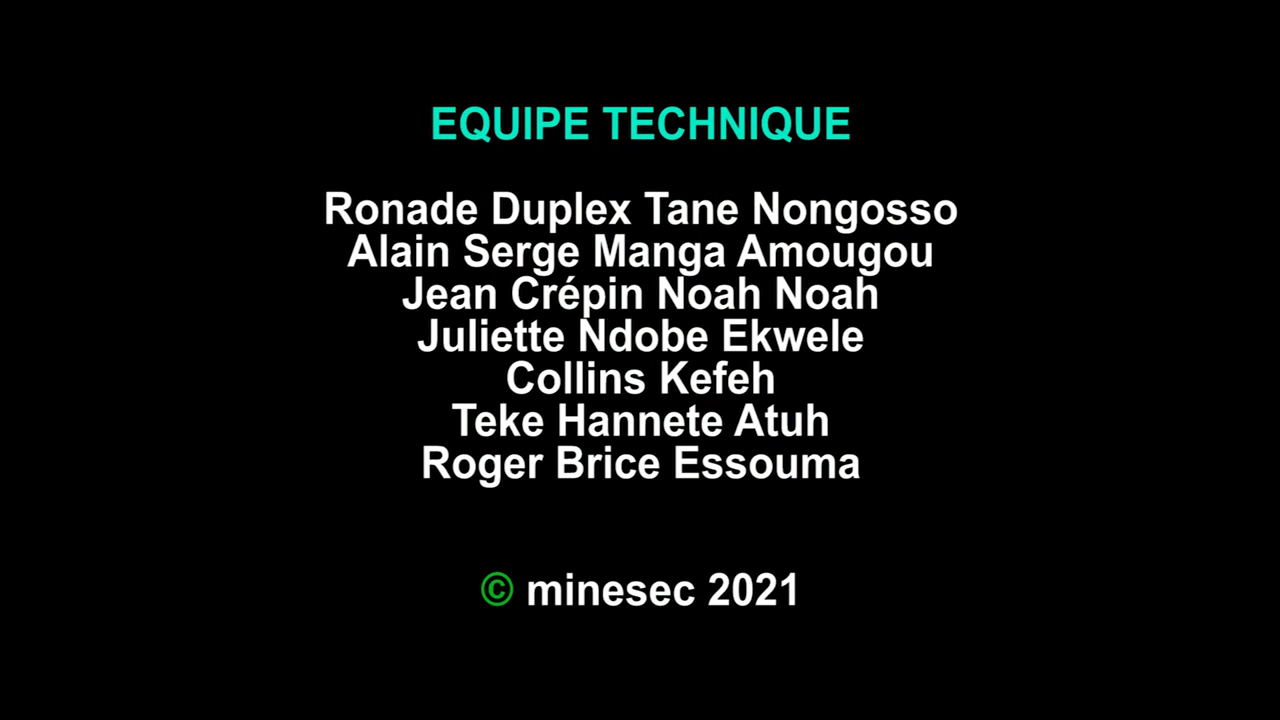 EQUIPE TECHNIQUE
Ronade Duplex Tane Nongosso
Alain Serge Manga Amougou
Jean Crépin Noah Noah
Juliette Ndobe Ekwele
Collins Kefeh
Teke Hannete Atuh
Roger Brice Essouma
© minesec 2021